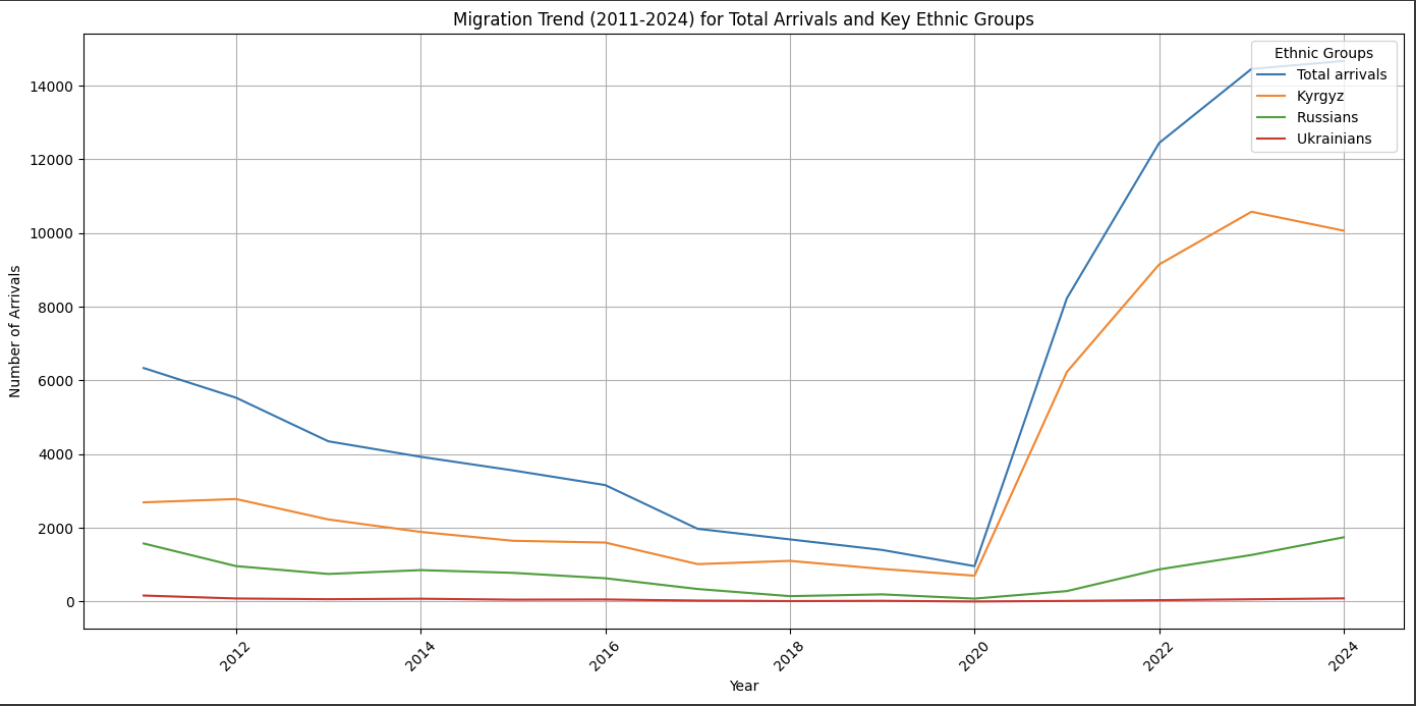 Migration Trend (2011-2024) for Total Arrivals and Key Ethnic Groups
Ethnic Groups
Total arrivals
Kyrgyz
Russians
Ukrainians
14000
12000
10000
8000
6000
4000
2000
0
Number of Arrivals
2012
2014
2016
2018
2020
2022
2024
Year